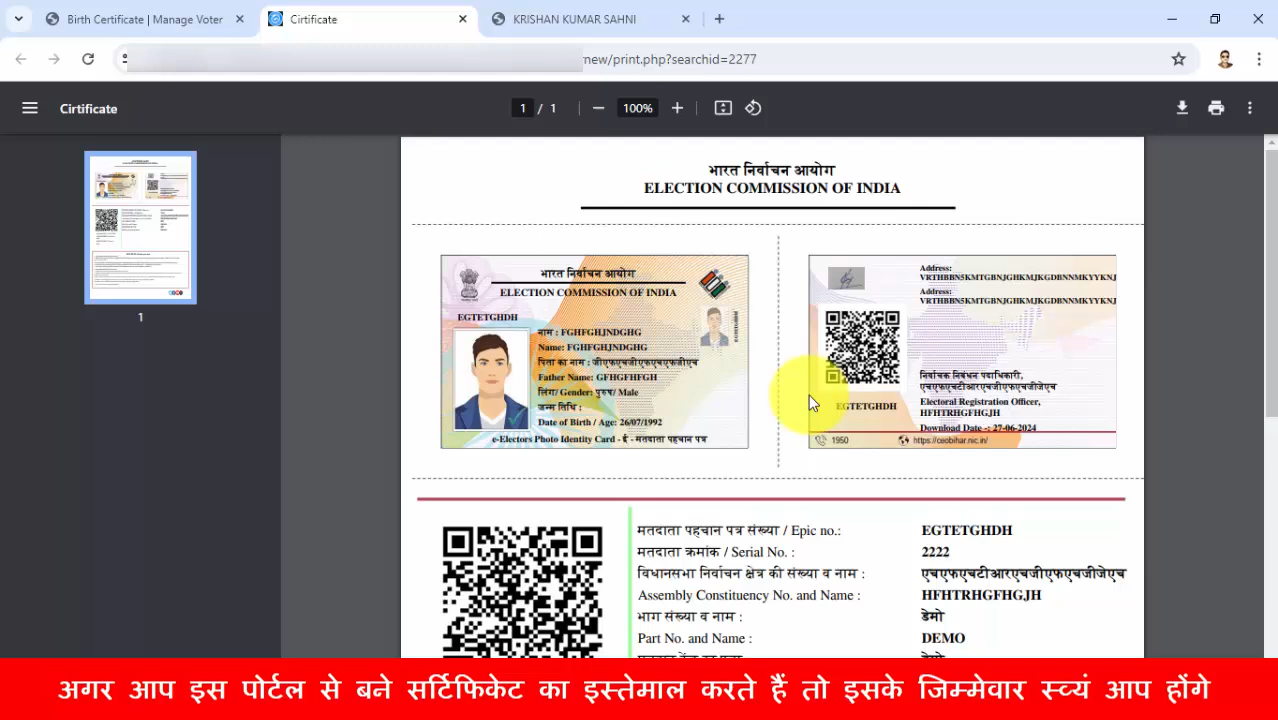 Birth Certificate | Manage Voter
Cirtificate
KRISHAN KUMAR SAHNI
new/print.php?searchid=2277
Cirtificate
1 / 1
100%
1
भारत निर्वाचन आयोग
ELECTION COMMISSION OF INDIA
भारत निर्वाचन आयोग
ELECTION COMMISSION OF INDIA
EGTETGHDH
नाम : FGHFGHJNDGHG
Name: FGHFGHJNDGHG
पिता का नाम : जीएफएचजीएफएचएफजीएच
Father Name: GFHGFHFGH
लिंग/ Gender: पुरुष/ Male
जन्म तिथि :
Date of Birth / Age: 26/07/1992
e-Electors Photo Identity Card - ई - मतदाता पहचान पत्र
Address:
VRTHBBN5KMTGBNJGHKMJKGDBNNMKYYKNJ
Address:
VRTHBBN5KMTGBNJGHKMJKGDBNNMKYYKNJ
निर्वाचक निबंधन पदाधिकारी,
एचएफएचटीआरएचजीएफएचजीजेएच
Electoral Registration Officer,
HFHTRHGFHGJH
EGTETGHDH
Download Date -: 27-06-2024
1950
https://ceobihar.nic.in/
मतदाता पहचान पत्र संख्या / Epic no.: EGTETGHDH
मतदाता क्रमांक / Serial No. : 2222
विधानसभा निर्वाचन क्षेत्र की संख्या व नाम : एचएफएचटीआरएचजीएफएचजीजेएच
Assembly Constituency No. and Name : HFHTRHGFHGJH
भाग संख्या व नाम : डेमो
Part No. and Name : DEMO
अगर आप इस पोर्टल से बने सर्टिफिकेट का इस्तेमाल करते हैं तो इसके जिम्मेवार स्व्यं आप होंगे